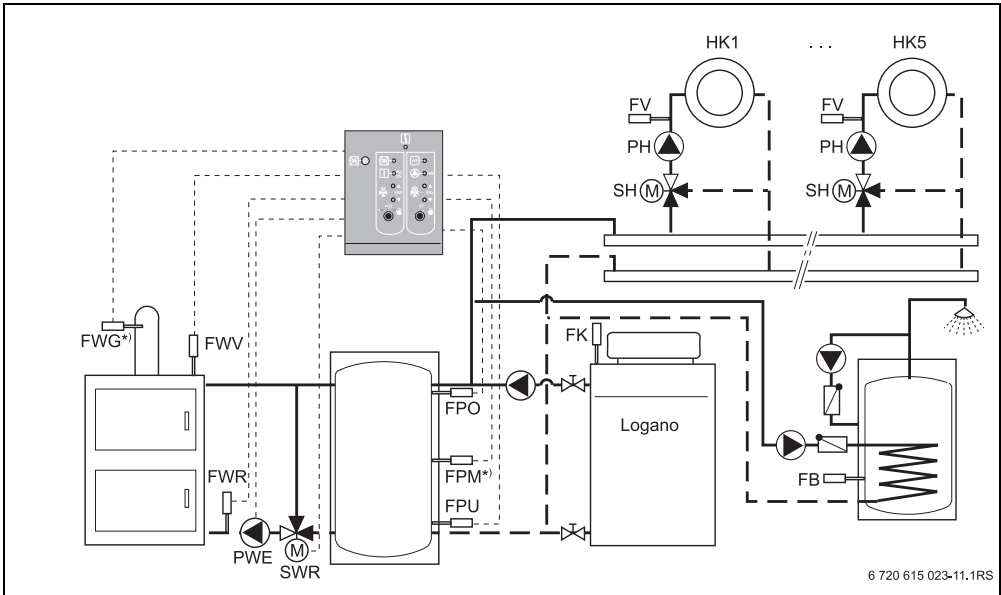 HK1 . . . HK5
FV FV
PH PH
SH M SH M
FWG*)
FWV
FK
FPO
Logano
FPM*)
FWR
FB
FPU
PWE
M
SWR
6 720 615 023-11.1RS